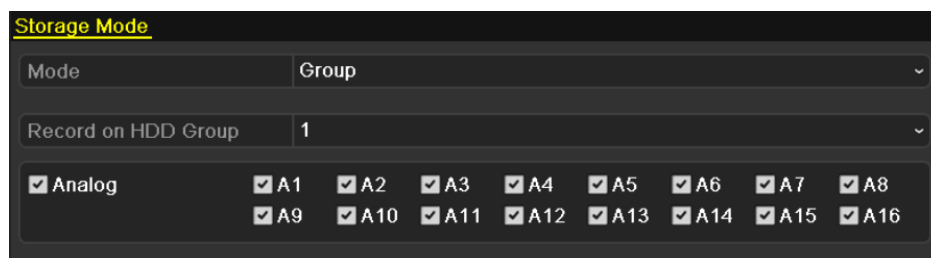 Storage Mode
Mode Group
Record on HDD Group 1
Analog A1 A2 A3 A4 A5 A6 A7 A8
A9 A10 A11 A12 A13 A14 A15 A16